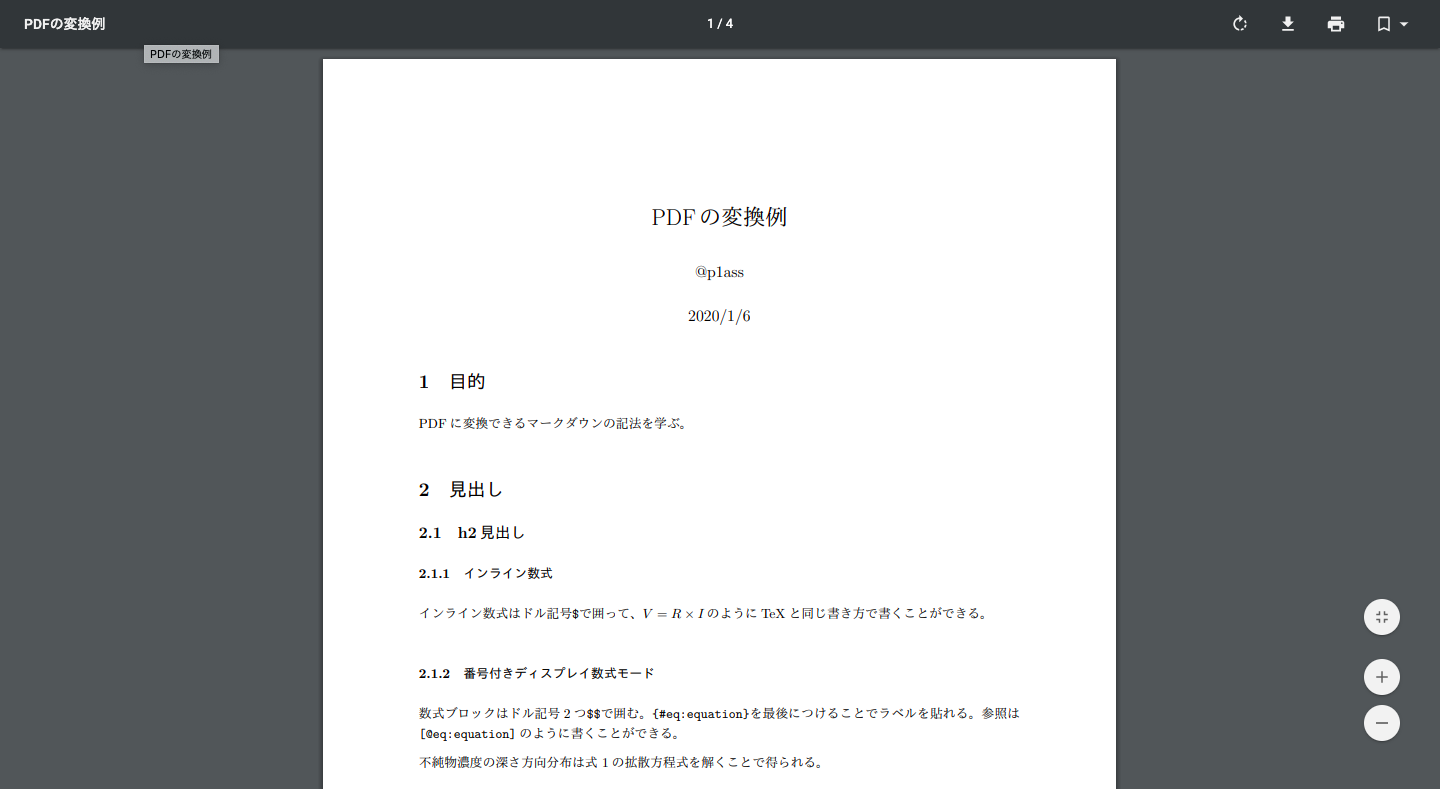 PDFの変換例
1 / 4
PDFの変換例
PDF の変換例
@p1ass
2020/1/6
1 目的
PDF に変換できるマークダウンの記法を学ぶ。
2 見出し
2.1 h2 見出し
2.1.1 インライン数式
インライン数式はドル記号$で囲って、V = R × I のように TeX と同じ書き方で書くことができる。
2.1.2 番号付きディスプレイ数式モード
数式ブロックはドル記号 2 つ$$で囲む。{#eq:equation}を最後につけることでラベルを貼れる。参照は
[@eq:equation] のように書くことができる。
不純物濃度の深さ方向分布は式 1 の拡散方程式を解くことで得られる。